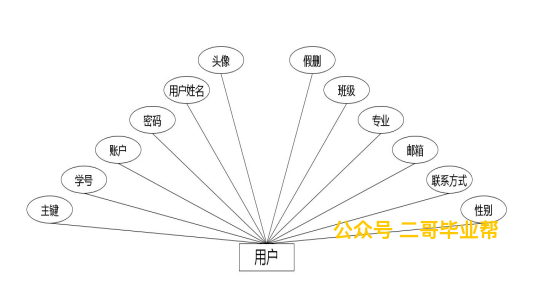 头像
假删
用户姓名
班级
密码
专业
账户
邮箱
学号
联系方式
主键
性别
公众号 二哥毕业帮
用户